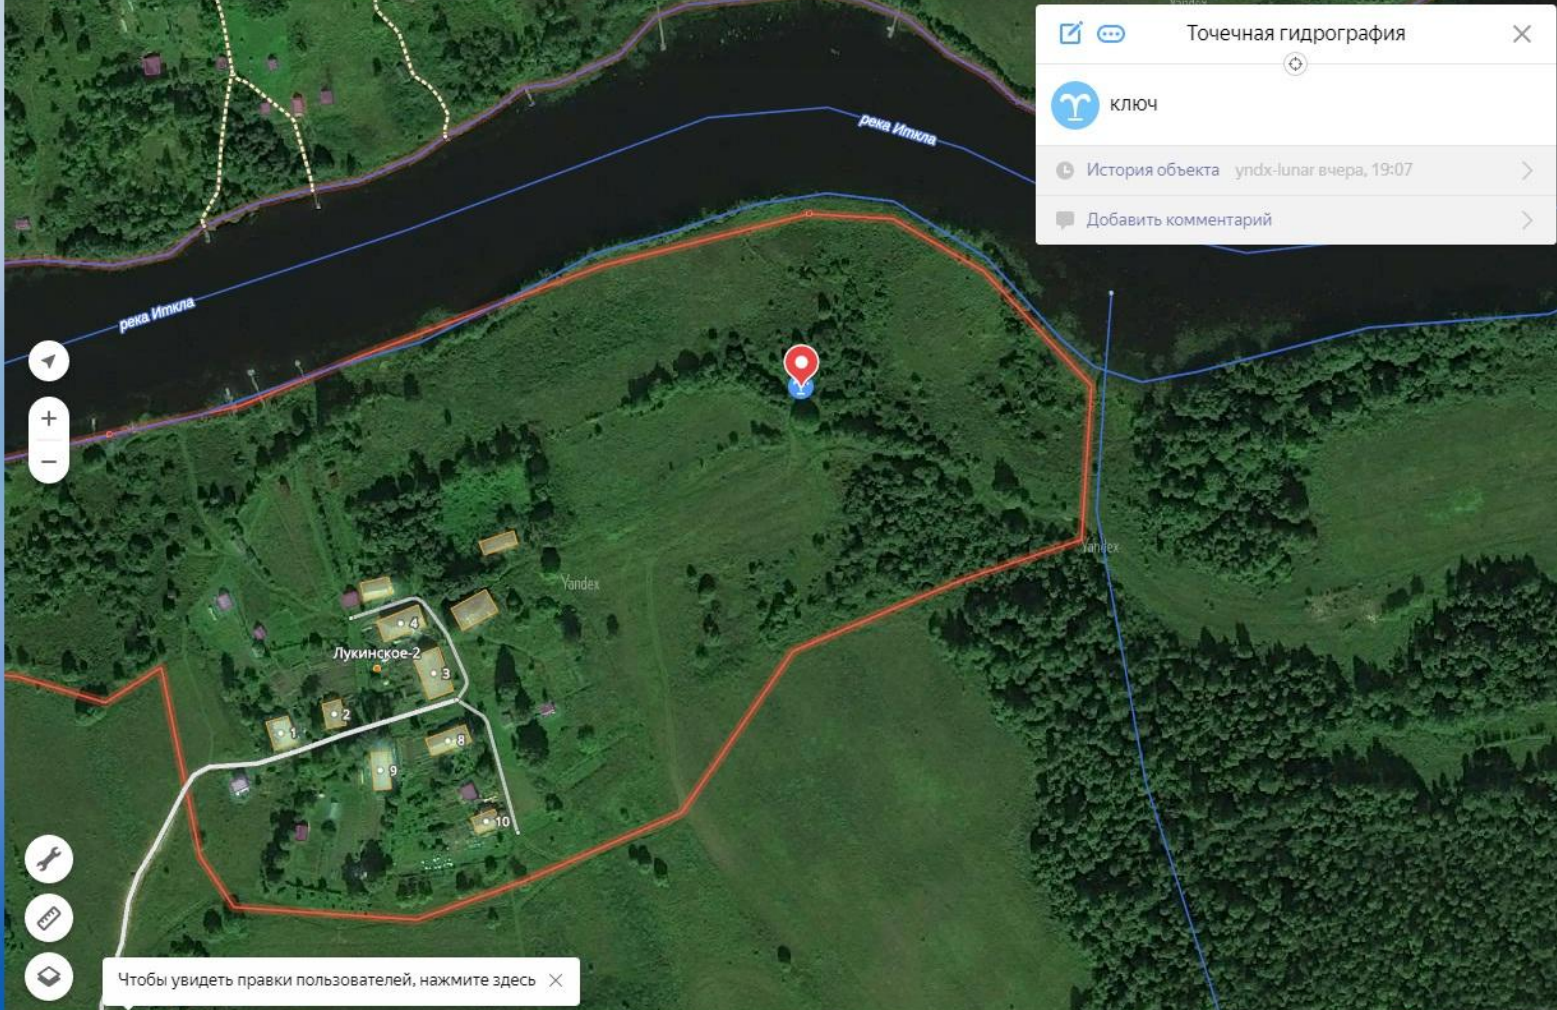 Точечная гидрография
ключ
История объекта yndx-lunar вчера, 19:07
Добавить комментарий
река Иткла
река Иткла
Yandex
Yandex
Yandex
4
Лукинское-2
3
2
1
8
9
10
Чтобы увидеть правки пользователей, нажмите здесь